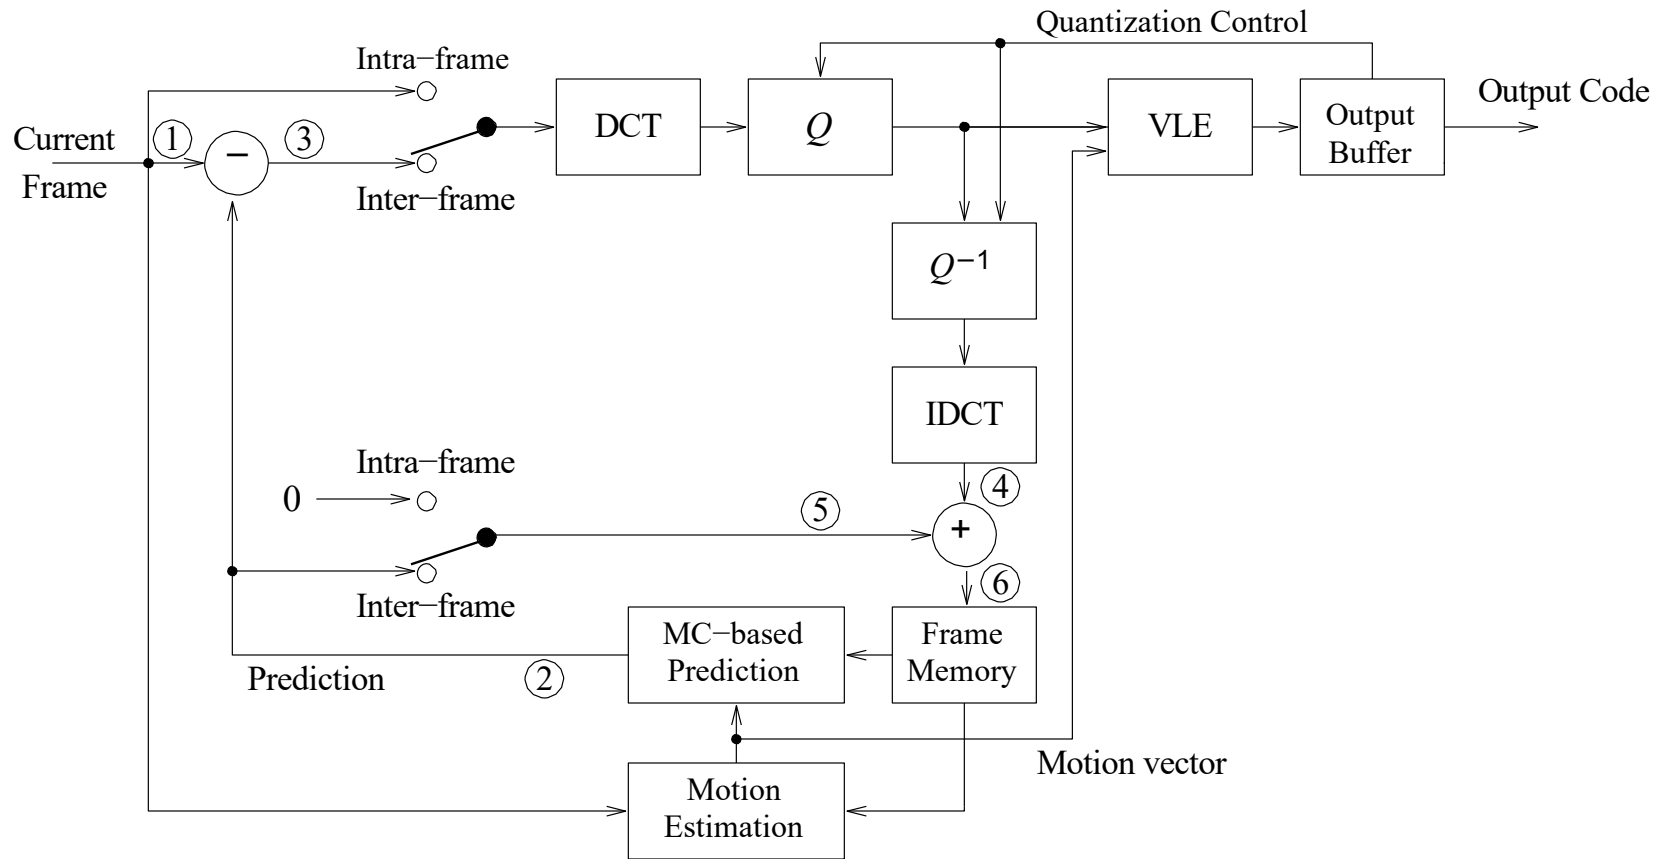 Quantization Control
Intra−frame
Output Code
DCT
Q
VLE
Output
Buffer
Current
Frame
1
−
3
Inter−frame
Q−1
IDCT
4
Intra−frame
0
5
+
6
Inter−frame
MC−based
Prediction
Frame
Memory
Prediction
2
Motion vector
Motion
Estimation